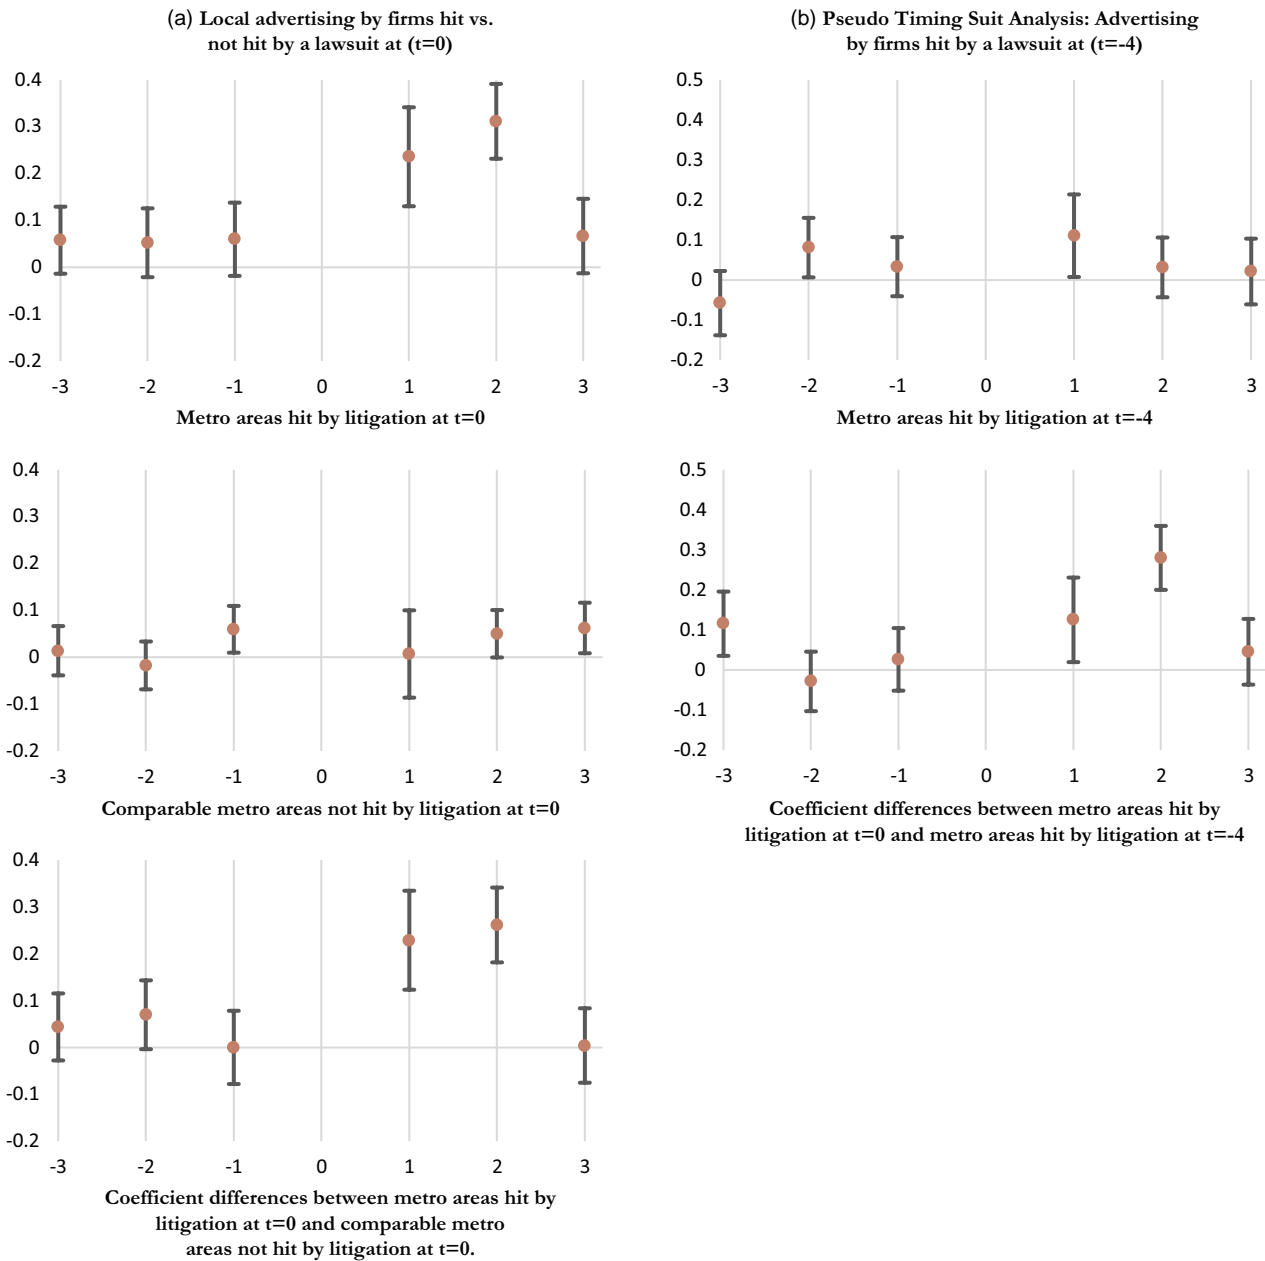 (a) Local advertising by firms hit vs.
not hit by a lawsuit at (t=0)
0.4
0.3
0.2
0.1
0
-0.1
-0.2
-3 -2 -1 0 1 2 3
Metro areas hit by litigation at t=0
0.4
0.3
0.2
0.1
0
-0.1
-0.2
-3 -2 -1 0 1 2 3
Comparable metro areas not hit by litigation at t=0
0.4
0.3
0.2
0.1
0
-0.1
-0.2
-3 -2 -1 0 1 2 3
Coefficient differences between metro areas hit by
litigation at t=0 and comparable metro
areas not hit by litigation at t=0.
(b) Pseudo Timing Suit Analysis: Advertising
by firms hit by a lawsuit at (t=-4)
0.5
0.4
0.3
0.2
0.1
0
-0.1
-0.2
-3 -2 -1 0 1 2 3
Metro areas hit by litigation at t=-4
0.5
0.4
0.3
0.2
0.1
0
-0.1
-0.2
-3 -2 -1 0 1 2 3
Coefficient differences between metro areas hit by
litigation at t=0 and metro areas hit by litigation at t=-4